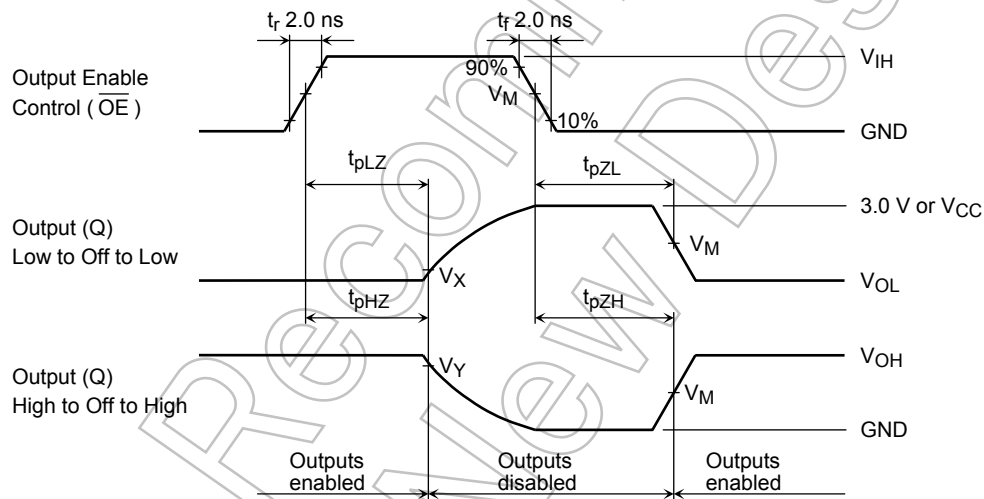 tr 2.0 ns
tf 2.0 ns
Output Enable
Control ( OE )
90%
VM
10%
VIH
GND
tpLZ
tpZL
Output (Q)
Low to Off to Low
3.0 V or VCC
VM
VX
VOL
tpHZ
tpZH
Output (Q)
High to Off to High
VY
VOH
VM
GND
Outputs
enabled
Outputs
disabled
Outputs
enabled